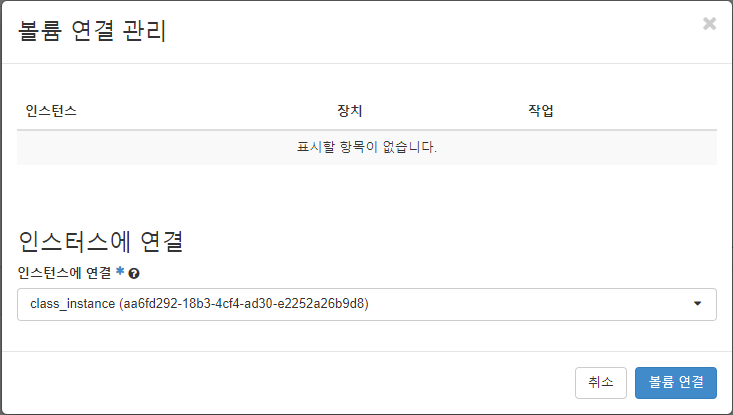 볼륨 연결 관리
×
인스턴스 장치 작업
표시할 항목이 없습니다.
인스터스에 연결
인스턴스에 연결 * ?
class_instance (aa6fd292-18b3-4cf4-ad30-e2252a26b9d8)
취소 볼륨 연결